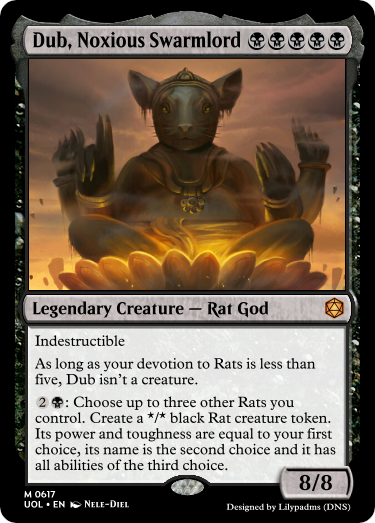 Dub, Noxious Swarmlord
Legendary Creature — Rat God
Indestructible
As long as your devotion to Rats is less than
five, Dub isn't a creature.
2 : Choose up to three other Rats you
control. Create a */* black Rat creature token.
Its power and toughness are equal to your first
choice, its name is the second choice and it has
all abilities of the third choice.
8/8
M 0617
UOL • EN Nele-Diel
Designed by Lilypadms (DNS)